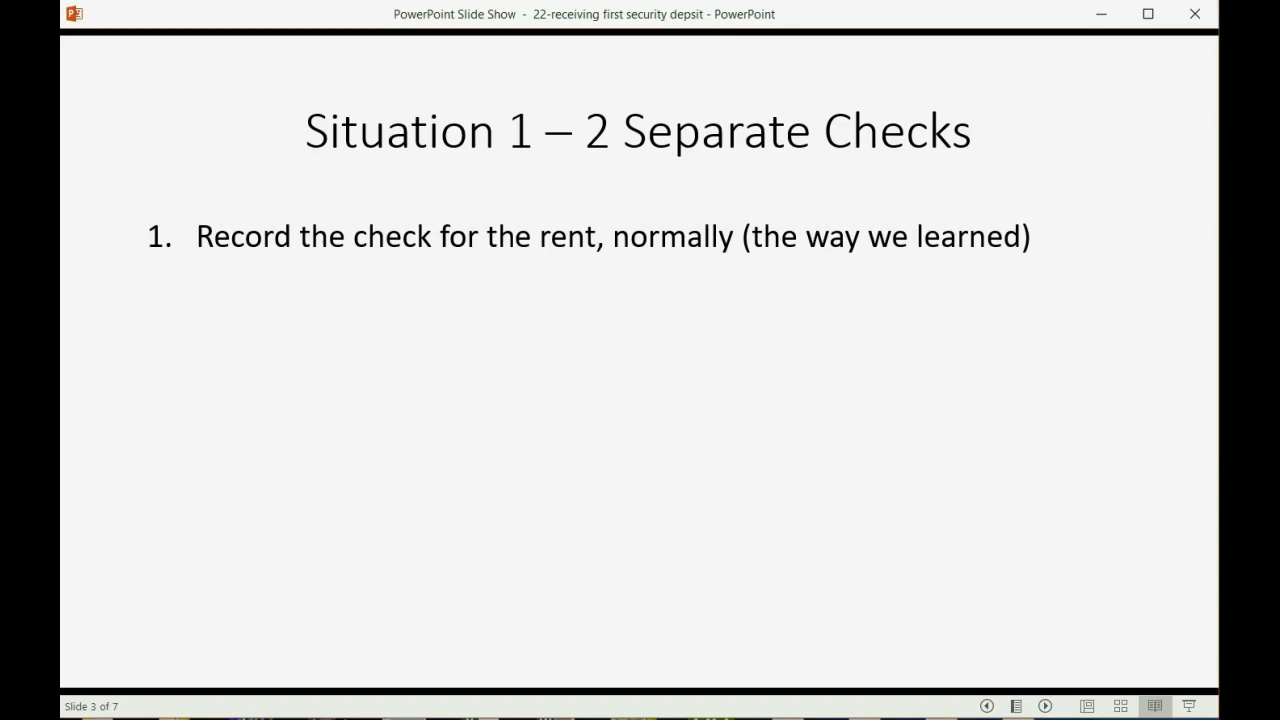 PowerPoint Slide Show - 22-receiving first security depsit - PowerPoint
Situation 1 – 2 Separate Checks
1. Record the check for the rent, normally (the way we learned)
Slide 3 of 7